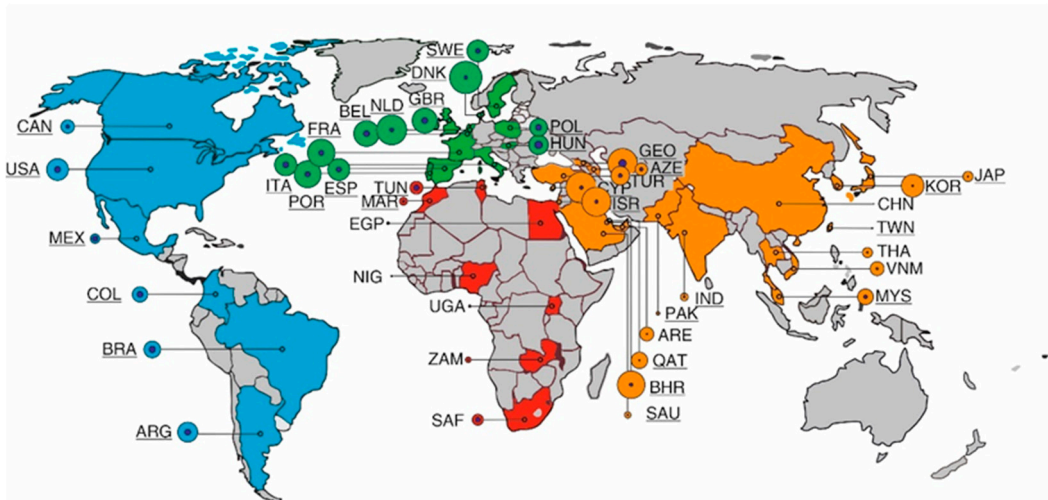 SWE
DNK
GBR
NLD
BEL
FRA
CAN
USA
ITA
POR
ESP
POL
HUN
GEO
AZE
TUR
CYP
ISR
TUN
MAR
EGP
NIG
UGA
ZAM
SAF
MEX
COL
BRA
ARG
JAP
KOR
CHN
TWN
THA
VNM
MYS
IND
PAK
ARE
QAT
BHR
SAU